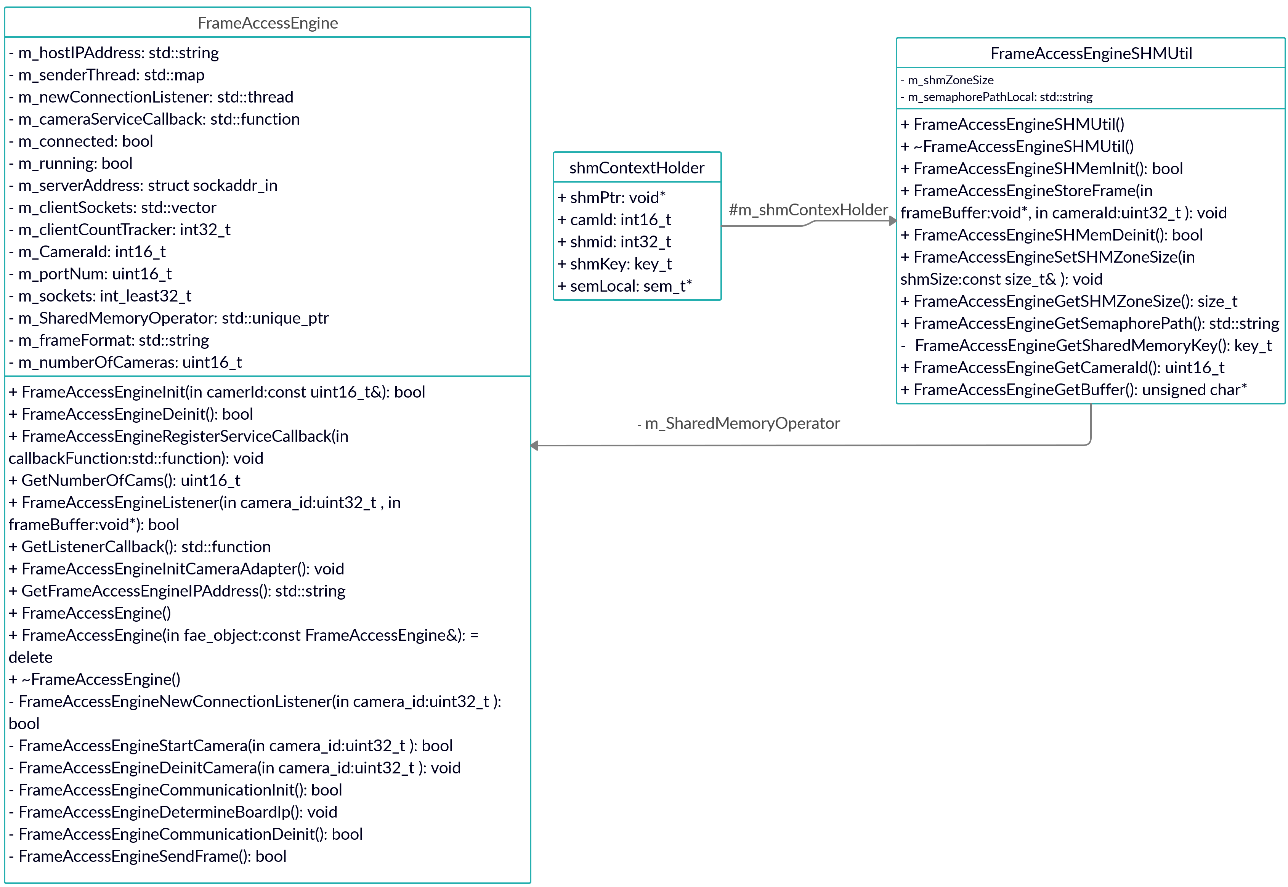 FrameAccessEngine
- m_hostIPAddress: std::string
- m_senderThread: std::map
- m_newConnectionListener: std::thread
- m_cameraServiceCallback: std::function
- m_connected: bool
- m_running: bool
- m_serverAddress: struct sockaddr_in
- m_clientSockets: std::vector
- m_clientCountTracker: int32_t
- m_CameraId: int16_t
- m_portNum: uint16_t
- m_sockets: int_least32_t
- m_SharedMemoryOperator: std::unique_ptr
- m_frameFormat: std::string
- m_numberOfCameras: uint16_t
+ FrameAccessEngineInit(in camerId:const uint16_t&): bool
+ FrameAccessEngineDeinit(): bool
+ FrameAccessEngineRegisterServiceCallback(in
callbackFunction:std::function): void
+ GetNumberOfCams(): uint16_t
+ FrameAccessEngineListener(in camera_id:uint32_t , in
frameBuffer:void*): bool
+ GetListenerCallback(): std::function
+ FrameAccessEngineInitCameraAdapter(): void
+ GetFrameAccessEngineIPAddress(): std::string
+ FrameAccessEngine()
+ FrameAccessEngine(in fae_object:const FrameAccessEngine&): =
delete
+ ~FrameAccessEngine()
- FrameAccessEngineNewConnectionListener(in camera_id:uint32_t ):
bool
- FrameAccessEngineStartCamera(in camera_id:uint32_t ): bool
- FrameAccessEngineDeinitCamera(in camera_id:uint32_t ): void
- FrameAccessEngineCommunicationInit(): bool
- FrameAccessEngineDetermineBoardIp(): void
- FrameAccessEngineCommunicationDeinit(): bool
- FrameAccessEngineSendFrame(): bool
shmContextHolder
+ shmPtr: void*
+ camId: int16_t
+ shmid: int32_t
+ shmKey: key_t
+ semLocal: sem_t*
#m_shmContexHolder
FrameAccessEngineSHMUtil
- m_shmZoneSize
- m_semaphorePathLocal: std::string
+ FrameAccessEngineSHMUtil()
+ ~FrameAccessEngineSHMUtil()
+ FrameAccessEngineSHMemInit(): bool
+ FrameAccessEngineStoreFrame(in
frameBuffer:void*, in cameraId:uint32_t ): void
+ FrameAccessEngineSHMemDeinit(): bool
+ FrameAccessEngineSetSHMZoneSize(in
shmSize:const size_t& ): void
+ FrameAccessEngineGetSHMZoneSize(): size_t
+ FrameAccessEngineGetSemaphorePath(): std::string
- FrameAccessEngineGetSharedMemoryKey(): key_t
+ FrameAccessEngineGetCameraId(): uint16_t
+ FrameAccessEngineGetBuffer(): unsigned char*
- m_SharedMemoryOperator